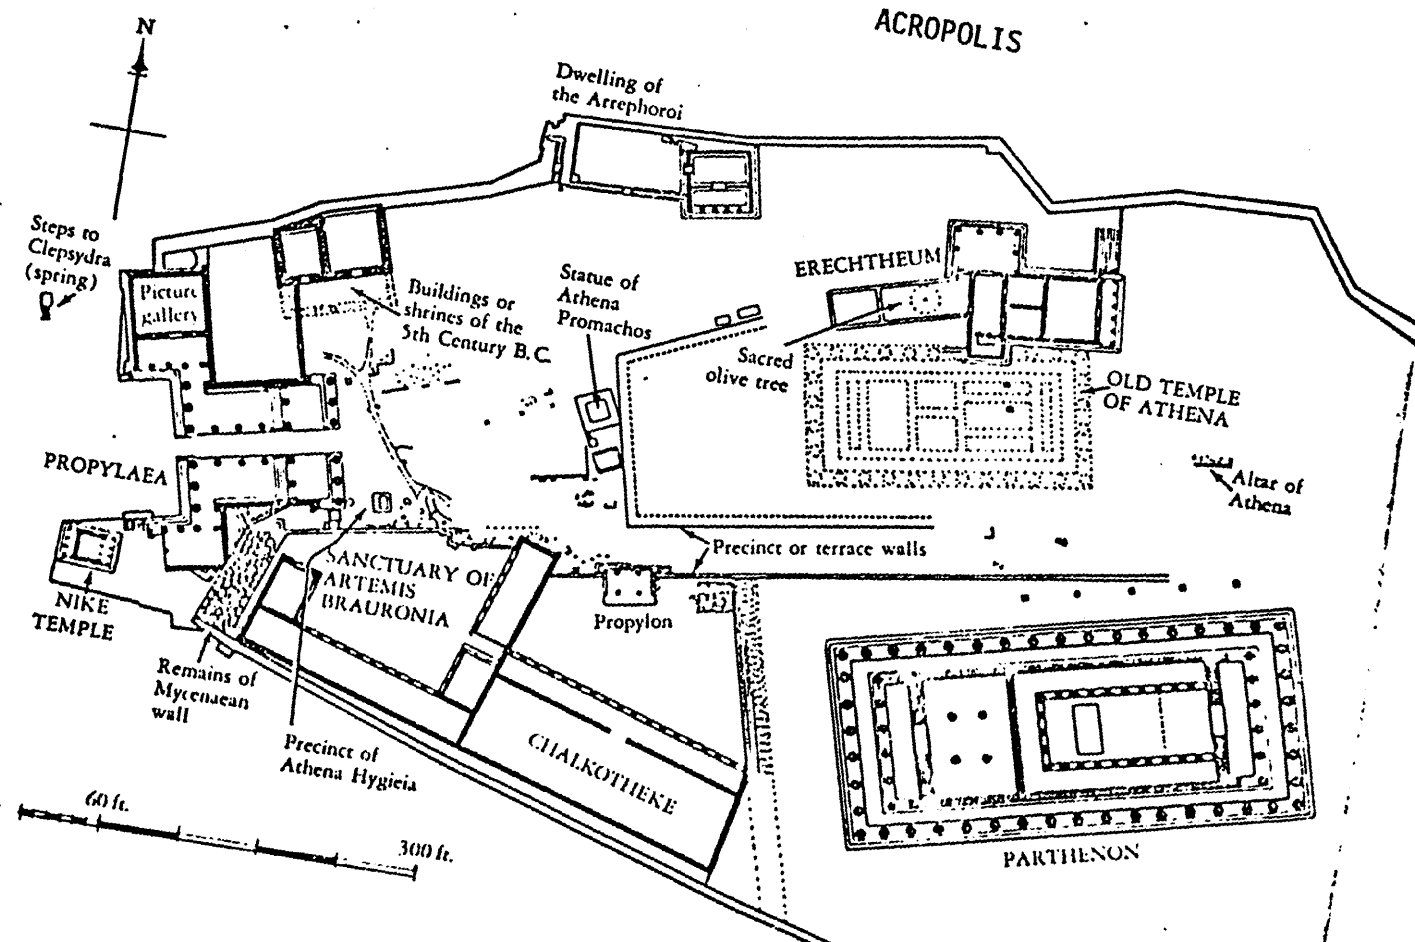 ACROPOLIS
N
Dwelling of
the Arrephoroi
Steps to
Clepsydra
(spring)
Picture
gallery
Buildings or
shrines of the
5th Century B.C.
Statue of
Athena
Promachos
ERECHTHEUM
Sacred
olive tree
OLD TEMPLE
OF ATHENA
Altar of
Athena
PROPYLAEA
Precinct or terrace walls
NIKE
TEMPLE
SANCTUARY OF
ARTEMIS
BRAURONIA
Propylon
Remains of
Mycenaean
wall
Precinct of
Athena Hygieia
CHALKOTHEKE
60 ft.
300 ft.
PARTHENON